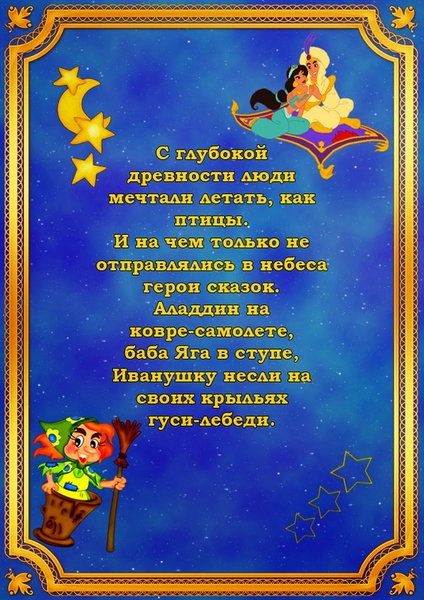 С глубокой
древности люди
мечтали летать, как
птицы.
И на чем только не
отправлялись в небеса
герои сказок.
Аладдин на
ковре-самолете,
баба Яга в ступе,
Иванушку несли на
своих крыльях
гуси-лебеди.